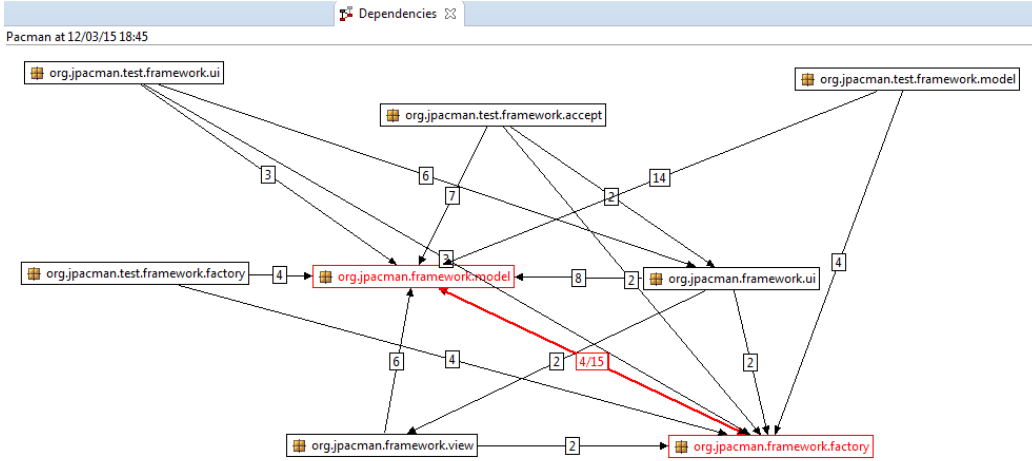 Dependencies
Pacman at 12/03/15 18:45
org.jpacman.test.framework.ui
org.jpacman.test.framework.model
org.jpacman.test.framework.accept
3
6
14
7
2
3
4
org.jpacman.test.framework.factory
4
org.jpacman.framework.model
8
2
org.jpacman.framework.ui
4
6
2
4/15
2
org.jpacman.framework.view
2
org.jpacman.framework.factory